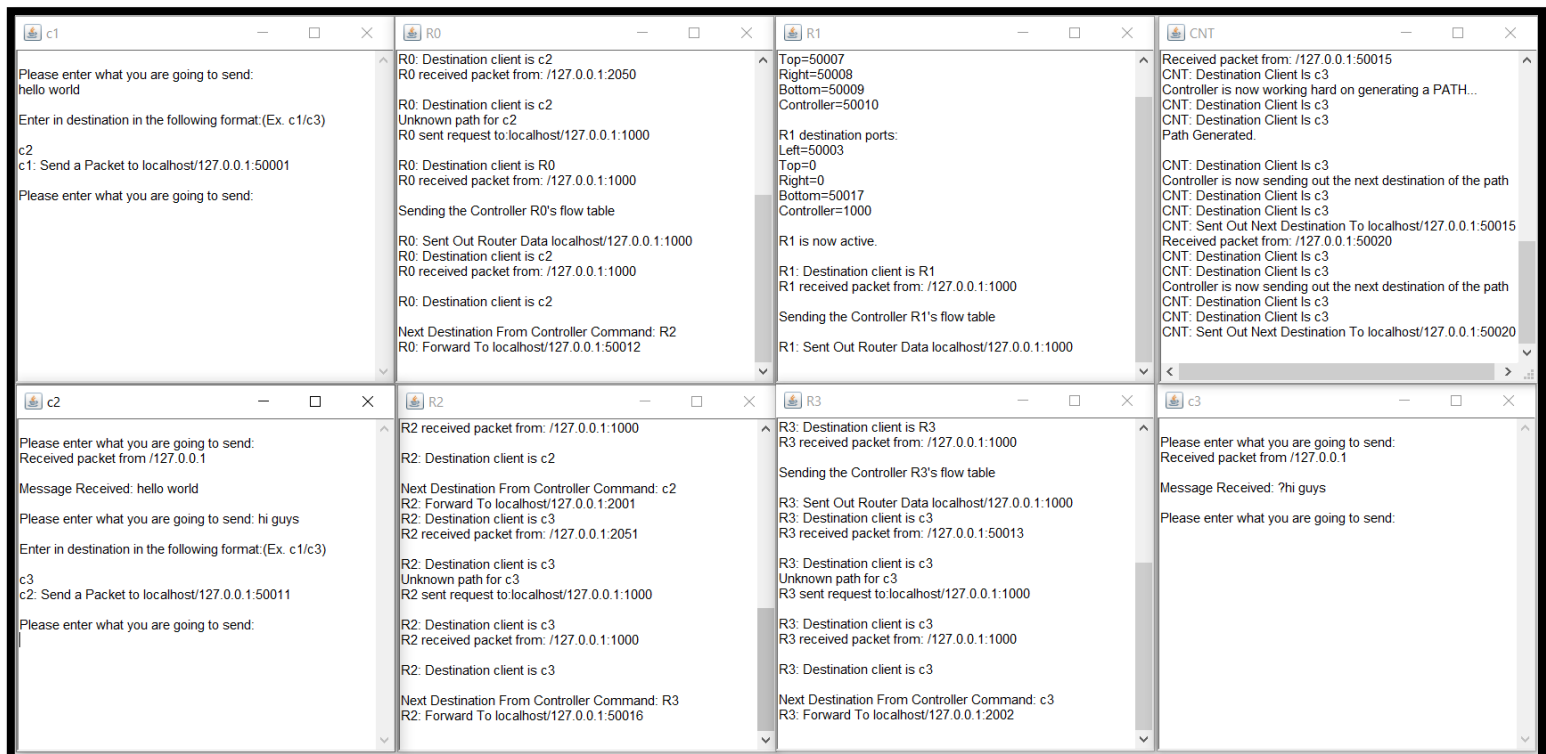 c1
Please enter what you are going to send:
hello world
Enter in destination in the following format:(Ex. c1/c3)
c2
c1: Send a Packet to localhost/127.0.0.1:50001
Please enter what you are going to send:
R0
R0: Destination client is c2
R0 received packet from: /127.0.0.1:2050
R0: Destination client is c2
Unknown path for c2
R0 sent request to:localhost/127.0.0.1:1000
R0: Destination client is R0
R0 received packet from: /127.0.0.1:1000
Sending the Controller R0's flow table
R0: Sent Out Router Data localhost/127.0.0.1:1000
R0: Destination client is c2
R0 received packet from: /127.0.0.1:1000
R0: Destination client is c2
Next Destination From Controller Command: R2
R0: Forward To localhost/127.0.0.1:50012
R1
Top=50007
Right=50008
Bottom=50009
Controller=50010
R1 destination ports:
Left=50003
Top=0
Right=0
Bottom=50017
Controller=1000
R1 is now active.
R1: Destination client is R1
R1 received packet from: /127.0.0.1:1000
Sending the Controller R1's flow table
R1: Sent Out Router Data localhost/127.0.0.1:1000
CNT
Received packet from: /127.0.0.1:50015
CNT: Destination Client Is c3
Controller is now working hard on generating a PATH...
CNT: Destination Client Is c3
CNT: Destination Client Is c3
Path Generated.
CNT: Destination Client Is c3
Controller is now sending out the next destination of the path
CNT: Destination Client Is c3
CNT: Destination Client Is c3
CNT: Destination Client Is c3
CNT: Sent Out Next Destination To localhost/127.0.0.1:50015
Received packet from: /127.0.0.1:50020
CNT: Destination Client Is c3
CNT: Destination Client Is c3
Controller is now sending out the next destination of the path
CNT: Destination Client Is c3
CNT: Destination Client Is c3
CNT: Sent Out Next Destination To localhost/127.0.0.1:50020
c2
Please enter what you are going to send:
Received packet from /127.0.0.1
Message Received: hello world
Please enter what you are going to send: hi guys
Enter in destination in the following format:(Ex. c1/c3)
c3
c2: Send a Packet to localhost/127.0.0.1:50011
Please enter what you are going to send:
R2
R2 received packet from: /127.0.0.1:1000
R2: Destination client is c2
Next Destination From Controller Command: c2
R2: Forward To localhost/127.0.0.1:2001
R2: Destination client is c3
R2 received packet from: /127.0.0.1:2051
R2: Destination client is c3
Unknown path for c3
R2 sent request to:localhost/127.0.0.1:1000
R2: Destination client is c3
R2 received packet from: /127.0.0.1:1000
R2: Destination client is c3
Next Destination From Controller Command: R3
R2: Forward To localhost/127.0.0.1:50016
R3
R3: Destination client is R3
R3 received packet from: /127.0.0.1:1000
Sending the Controller R3's flow table
R3: Sent Out Router Data localhost/127.0.0.1:1000
R3: Destination client is c3
R3 received packet from: /127.0.0.1:50013
R3: Destination client is c3
Unknown path for c3
R3 sent request to:localhost/127.0.0.1:1000
R3: Destination client is c3
R3 received packet from: /127.0.0.1:1000
R3: Destination client is c3
Next Destination From Controller Command: c3
R3: Forward To localhost/127.0.0.1:2002
c3
Please enter what you are going to send:
Received packet from /127.0.0.1
Message Received: ?hi guys
Please enter what you are going to send: